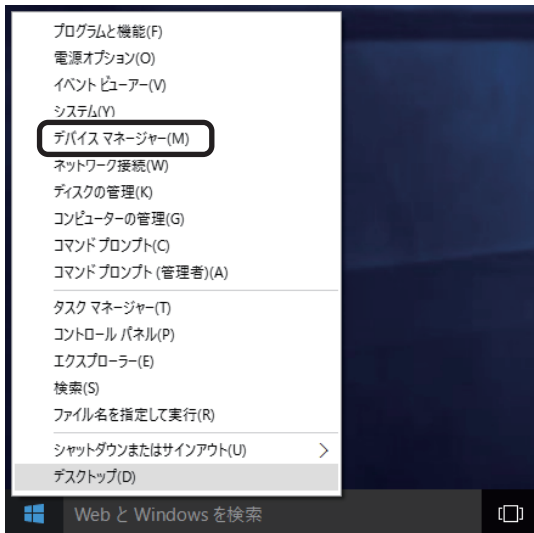 プログラムと機能(F)
電源オプション(O)
イベント ビューアー(V)
システム(Y)
デバイス マネージャー(M)
ネットワーク接続(W)
ディスクの管理(K)
コンピューターの管理(G)
コマンド プロンプト(C)
コマンド プロンプト (管理者)(A)
タスク マネージャー(T)
コントロール パネル(P)
エクスプローラー(E)
検索(S)
ファイル名を指定して実行(R)
シャットダウンまたはサインアウト(U)
デスクトップ(D)
Web と Windows を検索